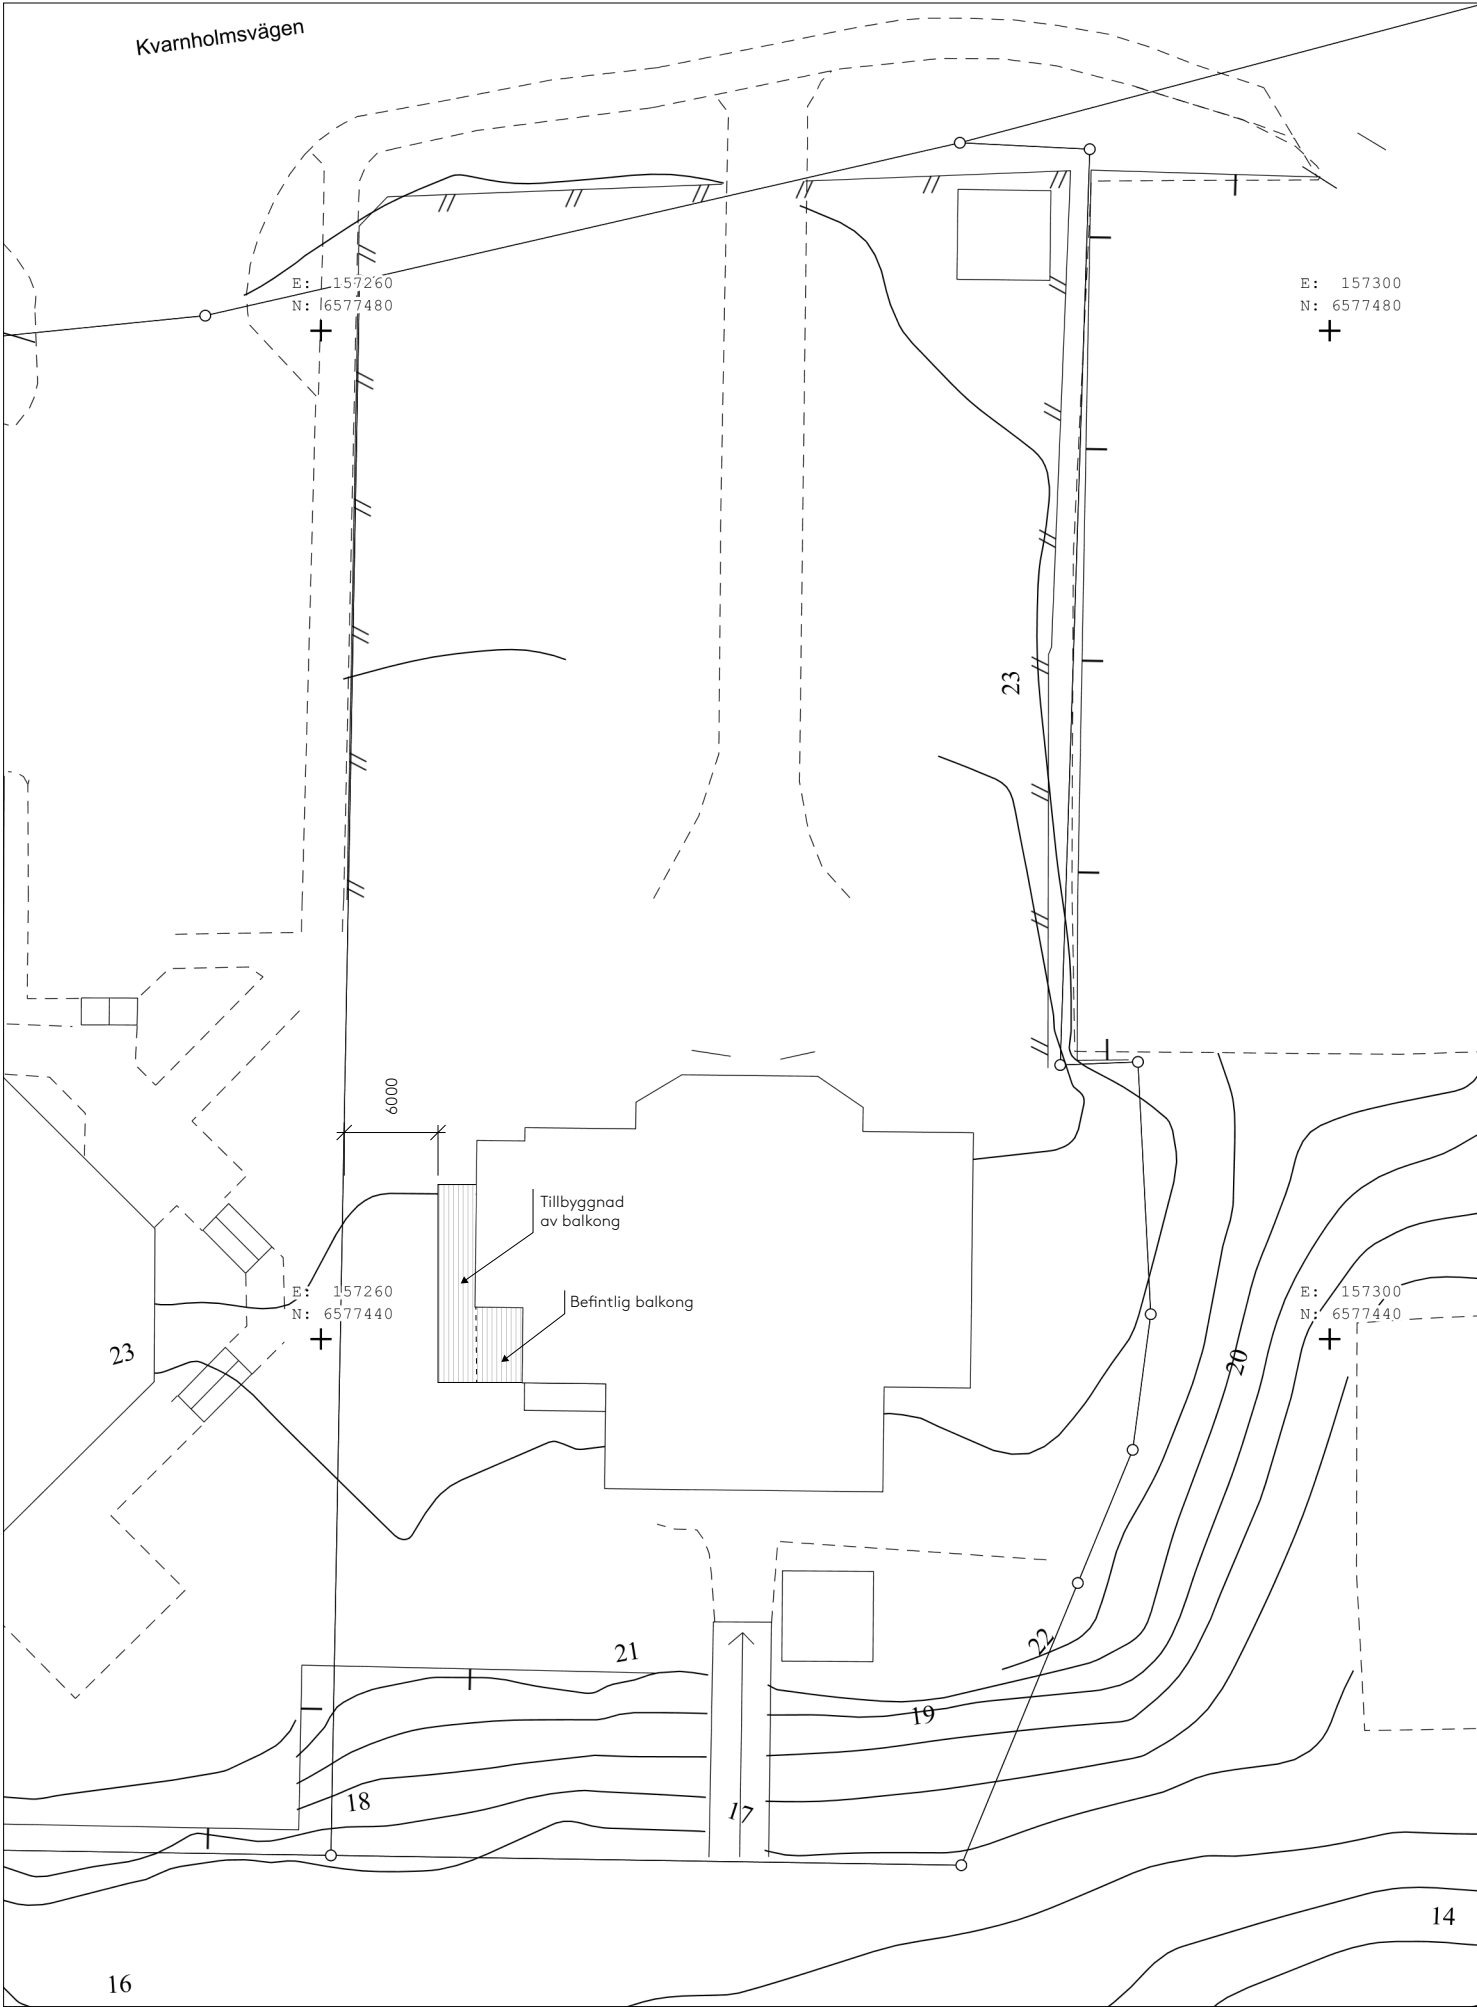 Kvarnholmsvägen
E: 157260
N: 6577480
E: 157300
N: 6577480
23
6000
Tillbyggnad
av balkong
Befintlig balkong
E: 157260
N: 6577440
E: 157300
N: 6577440
23
20
22
21
19
18
17
14
16